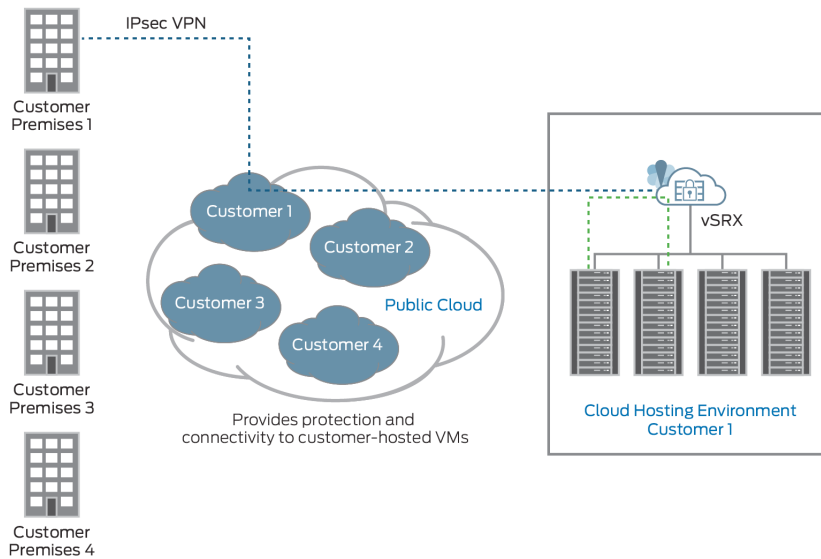 IPsec VPN
Customer
Premises 1
Customer
Premises 2
Customer
Premises 3
Customer
Premises 4
Customer 1
Customer 2
Customer 3
Public Cloud
Customer 4
Provides protection and
connectivity to customer-hosted VMs
vSRX
Cloud Hosting Environment
Customer 1